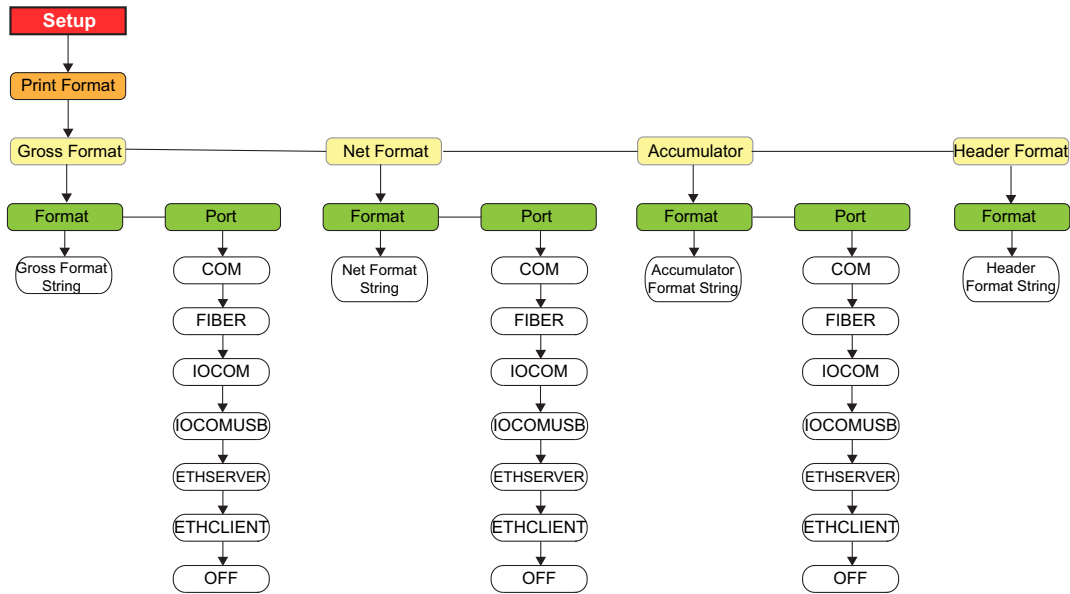 Setup
Print Format
Gross Format
Net Format
Accumulator
Header Format
Format
Port
Format
Port
Format
Port
Format
Gross Format
String
COM
FIBER
IOCOM
IOCOMUSB
ETHSERVER
ETHCLIENT
OFF
Net Format
String
COM
FIBER
IOCOM
IOCOMUSB
ETHSERVER
ETHCLIENT
OFF
Accumulator
Format String
COM
FIBER
IOCOM
IOCOMUSB
ETHSERVER
ETHCLIENT
OFF
Header
Format String